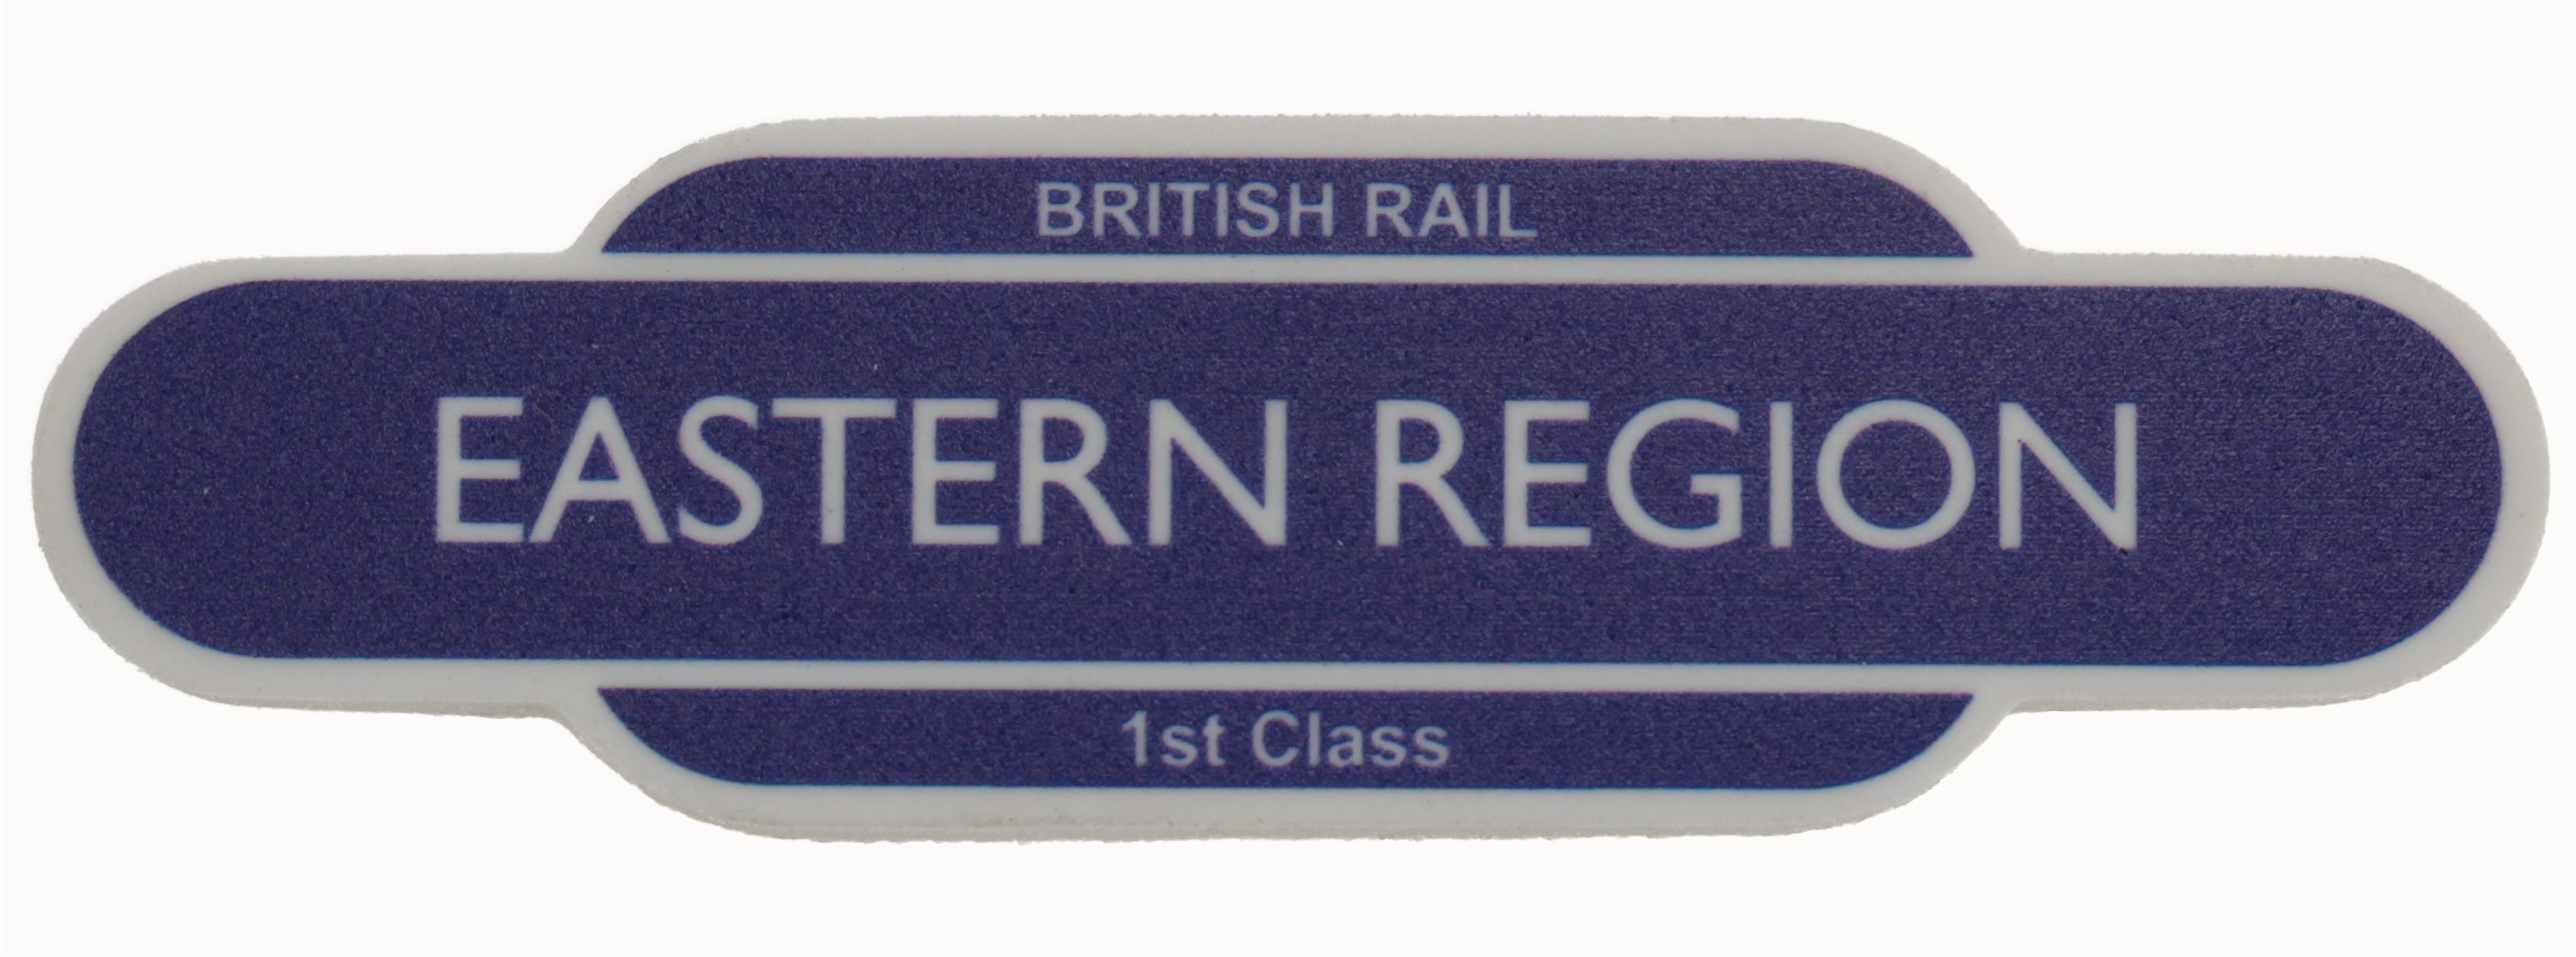 BRITISH RAIL
EASTERN REGION
1st Class